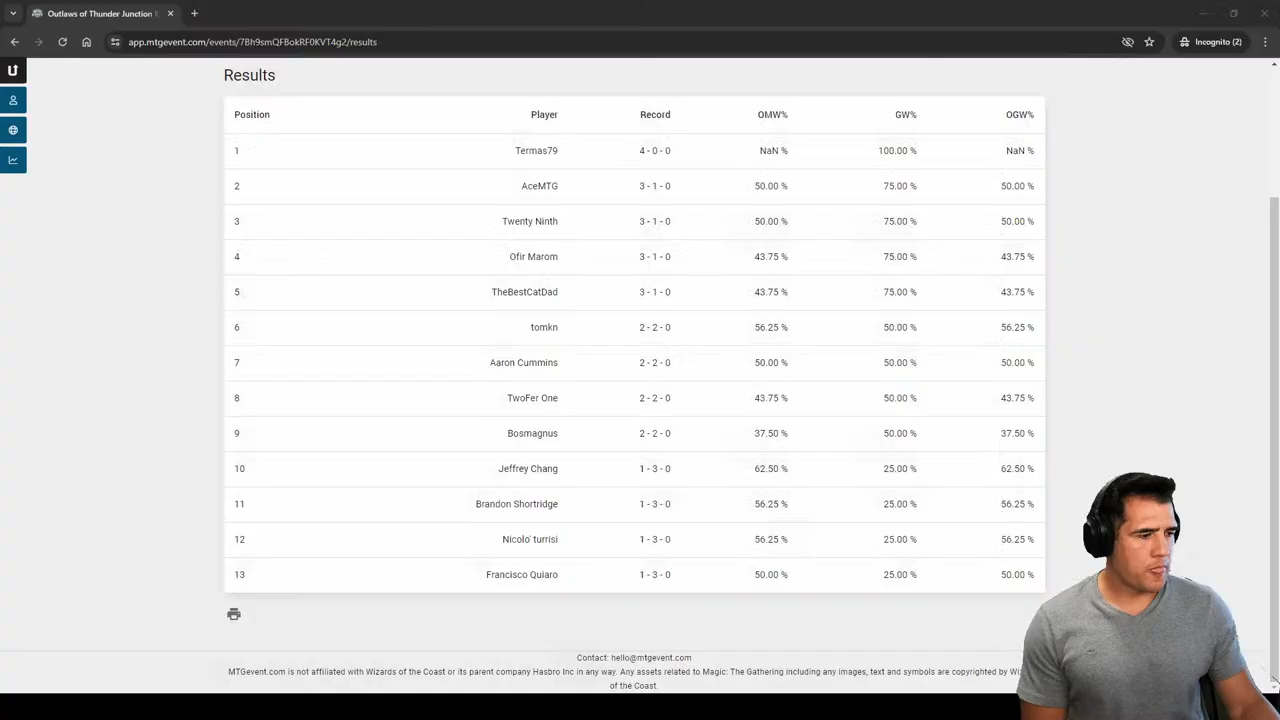 Outlaws of Thunder Junction
app.mtgevent.com/events/7Bh9smQFBokRF0KVT4g2/results
Incognito (2)
Results
Position Player Record OMW% GW% OGW%
1 Termas79 4 - 0 - 0 NaN % 100.00 % NaN %
2 AceMTG 3 - 1 - 0 50.00 % 75.00 % 50.00 %
3 Twenty Ninth 3 - 1 - 0 50.00 % 75.00 % 50.00 %
4 Ofir Marom 3 - 1 - 0 43.75 % 75.00 % 43.75 %
5 TheBestCatDad 3 - 1 - 0 43.75 % 75.00 % 43.75 %
6 tomkn 2 - 2 - 0 56.25 % 50.00 % 56.25 %
7 Aaron Cummins 2 - 2 - 0 50.00 % 50.00 % 50.00 %
8 TwoFer One 2 - 2 - 0 43.75 % 50.00 % 43.75 %
9 Bosmagnus 2 - 2 - 0 37.50 % 50.00 % 37.50 %
10 Jeffrey Chang 1 - 3 - 0 62.50 % 25.00 % 62.50 %
11 Brandon Shortridge 1 - 3 - 0 56.25 % 25.00 % 56.25 %
12 Nicolo' turrisi 1 - 3 - 0 56.25 % 25.00 % 56.25 %
13 Francisco Quiaro 1 - 3 - 0 50.00 % 25.00 % 50.00 %
Contact: hello@mtgevent.com
MTGevent.com is not affiliated with Wizards of the Coast or its parent company Hasbro Inc in any way. Any assets related to Magic: The Gathering including any images, text and symbols are copyrighted by
of the Coast.